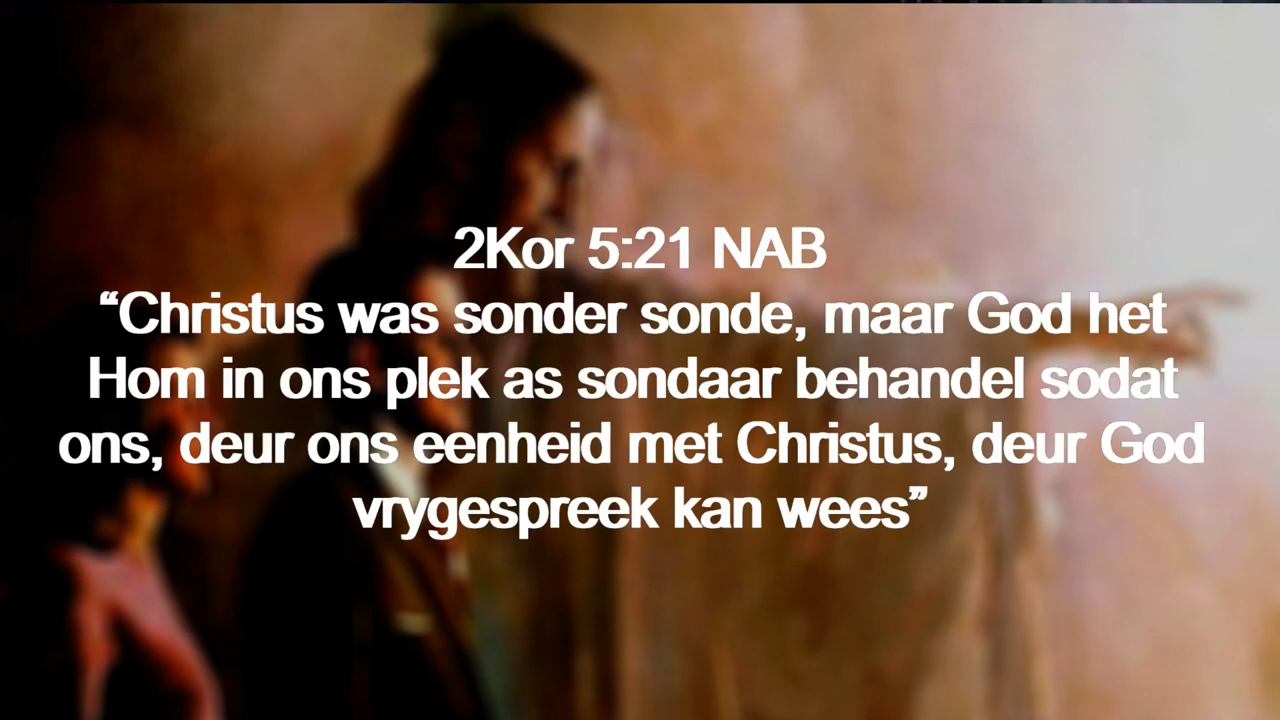 2Kor 5:21 NAB
“Christus was sonder sonde, maar God het
Hom in ons plek as sondaar behandel sodat
ons, deur ons eenheid met Christus, deur God
vrygespreek kan wees”